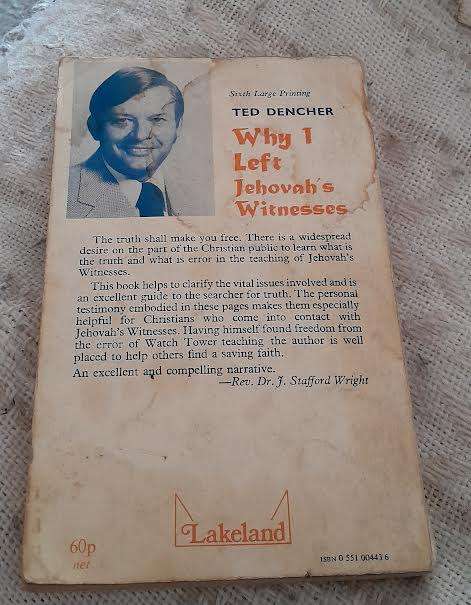 Sixth Large Printing
TED DENCHER
Why I
Left
Jehovah's
Witnesses
The truth shall make you free. There is a widespread
desire on the part of the Christian public to learn what is
the truth and what is error in the teaching of Jehovah's
Witnesses.
This book helps to clarify the vital issues involved and is
an excellent guide to the searcher for truth. The personal
testimony embodied in these pages makes them especially
helpful for Christians who come into contact with
Jehovah's Witnesses. Having himself found freedom from
the error of Watch Tower teaching the author is well
placed to help others find a saving faith.
An excellent and compelling narrative.
—Rev. Dr. J. Stafford Wright
Lakeland
60p
net
ISBN 0 551 00443 6